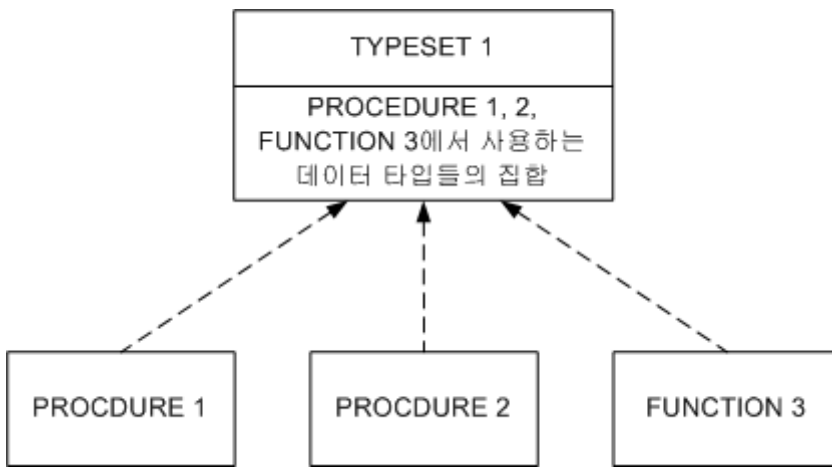 TYPESET 1
PROCEDURE 1, 2,
FUNCTION 3에서 사용하는
데이터 타입들의 집합
PROCDURE 1
PROCDURE 2
FUNCTION 3